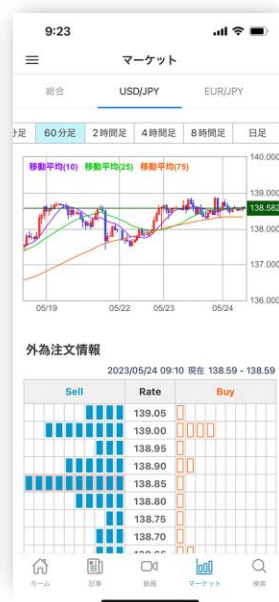 9:23
マーケット
総合 USD/JPY EUR/JPY
分足 60分足 2時間足 4時間足 8時間足 日足
移動平均(10) 移動平均(25) 移動平均(75)
140.000
139.000
138.582
138.000
137.000
136.000
05/19 05/22 05/23 05/24
外為注文情報
2023/05/24 09:10 現在 138.59 - 138.59
Sell Rate Buy
139.05
139.00
138.95
138.90
138.85
138.80
138.75
138.70
138.65
ホーム 記事 動画 マーケット 検索